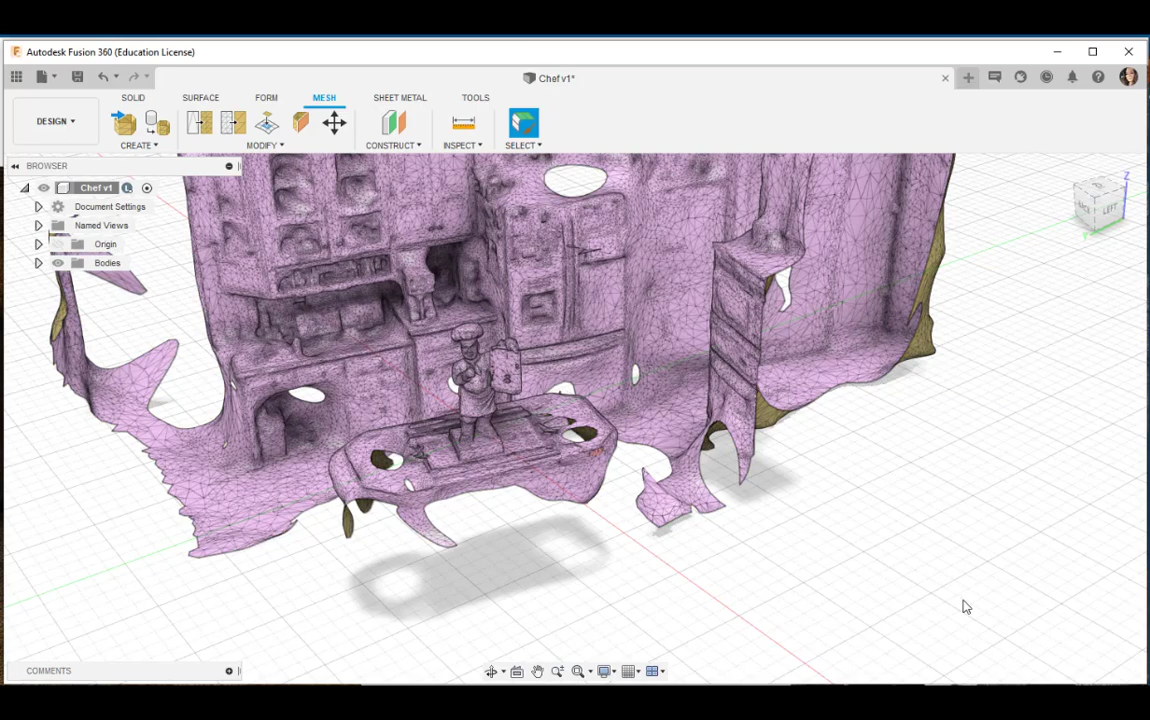 Autodesk Fusion 360 (Education License)
Chef v1*
SOLID SURFACE FORM MESH SHEET METAL TOOLS
DESIGN
CREATE MODIFY CONSTRUCT INSPECT SELECT
BROWSER
Chef v1
Document Settings
Named Views
Origin
Bodies
Z
LEFT
COMMENTS